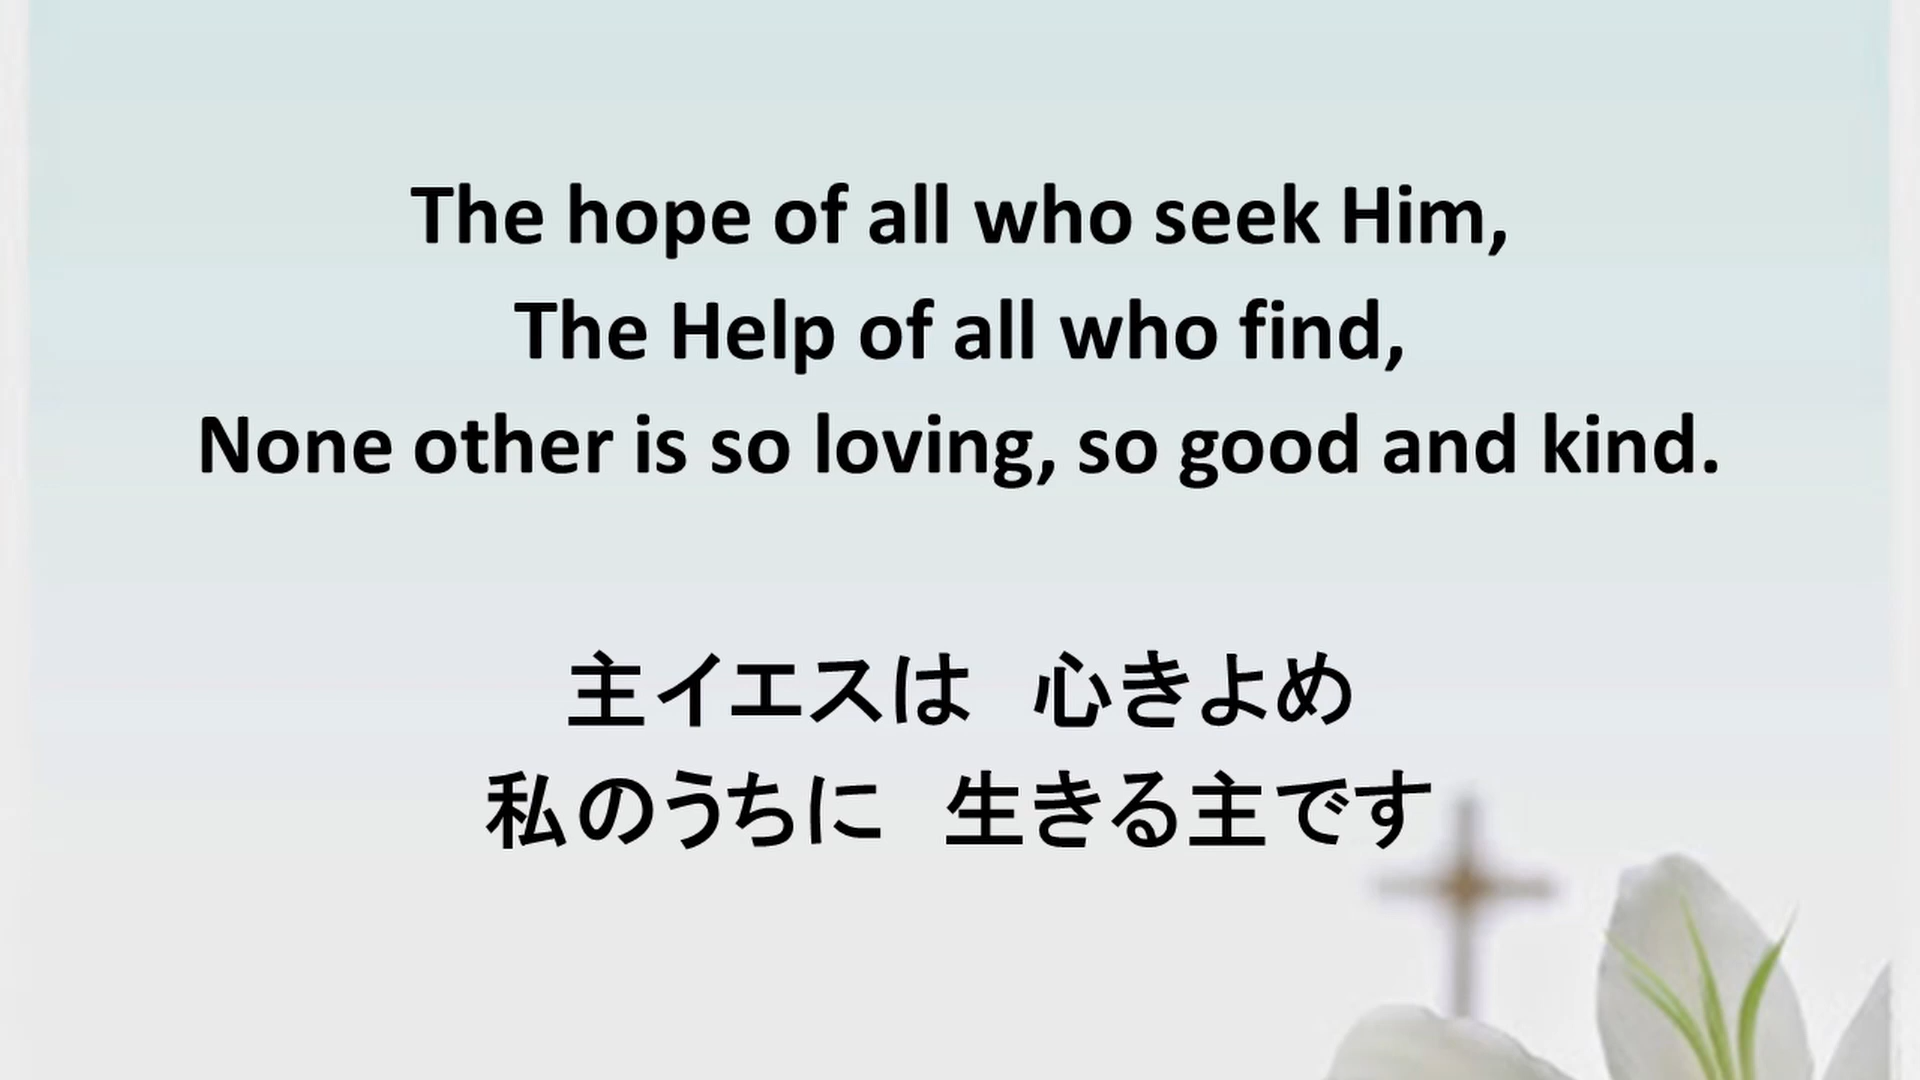 The hope of all who seek Him,
The Help of all who find,
None other is so loving, so good and kind.
主イエスは　心きよめ
私のうちに　生きる主です